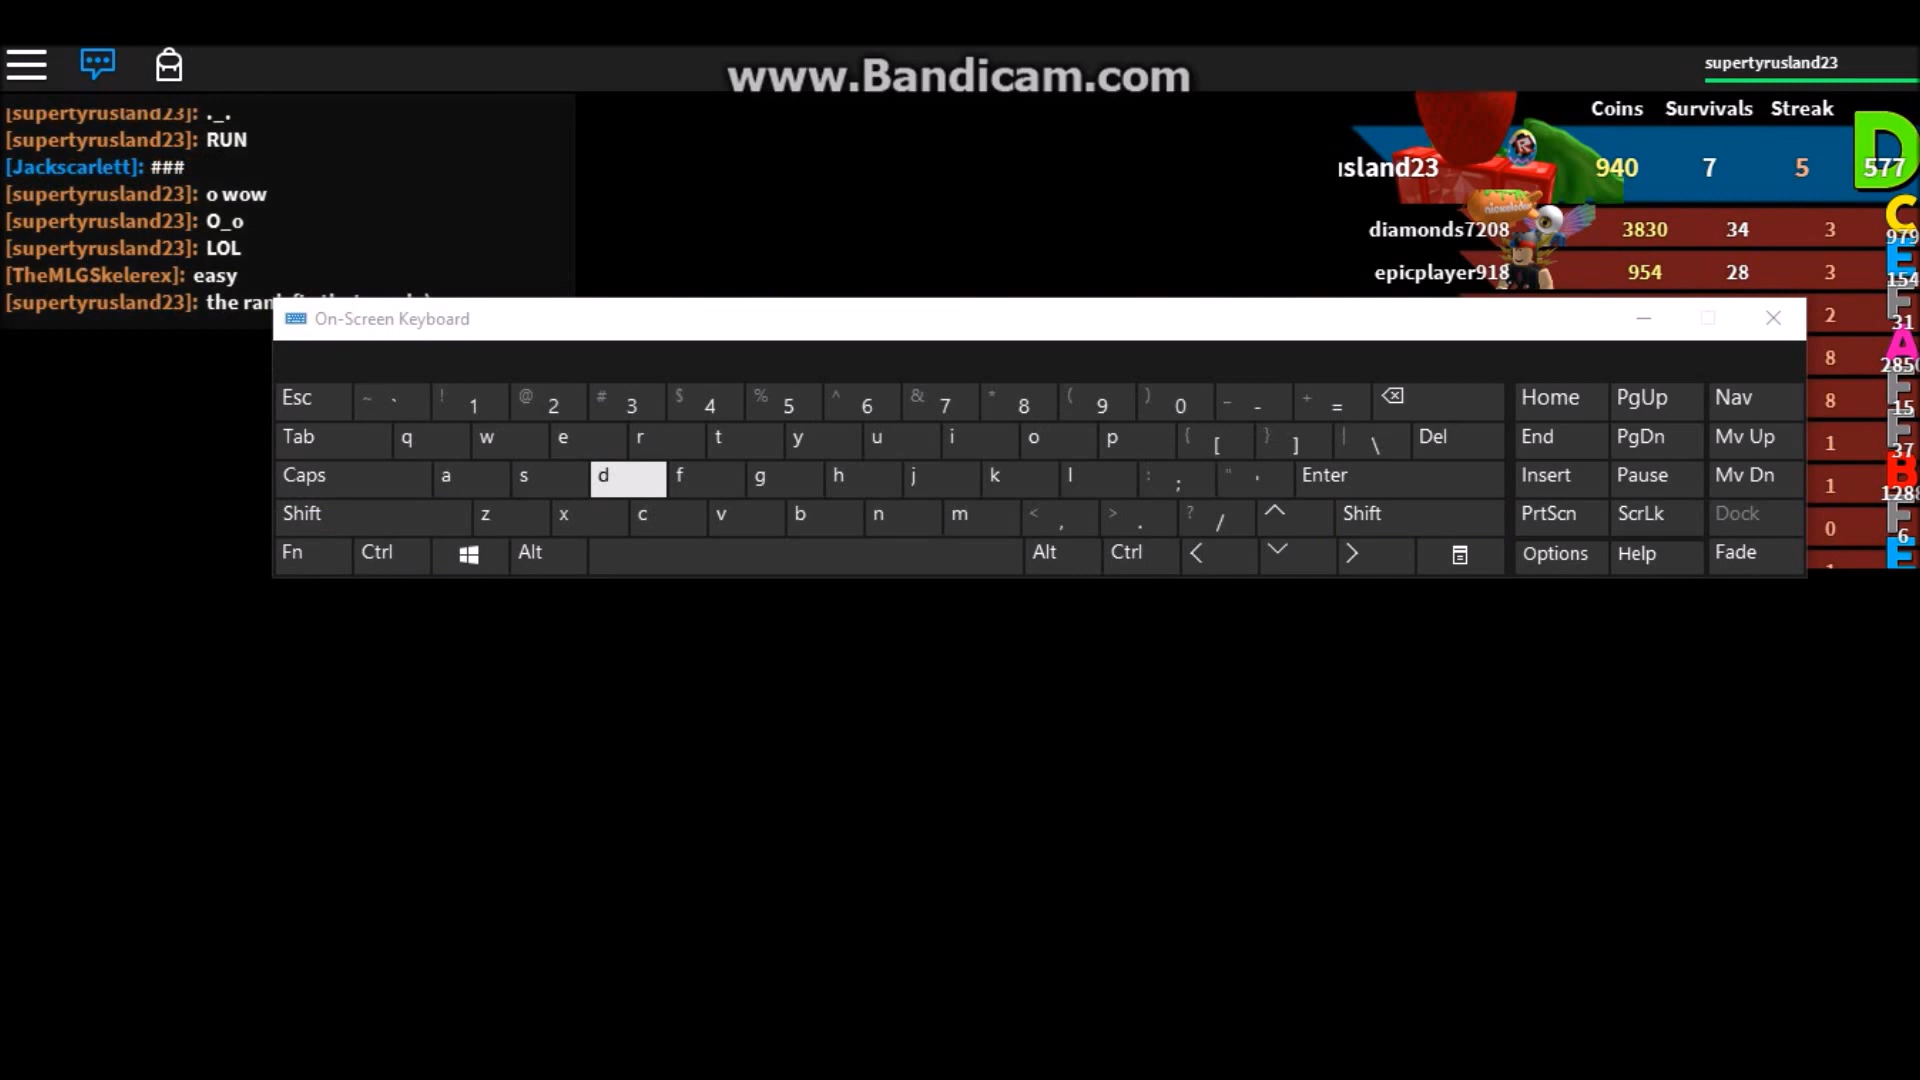 www.Bandicam.com
supertyrusland23
[supertyrusland23]: ._.
[supertyrusland23]: RUN
[Jackscarlett]: ###
[supertyrusland23]: o wow
[supertyrusland23]: O_o
[supertyrusland23]: LOL
[TheMLGSkelerex]: easy
[supertyrusland23]: the ran
Coins Survivals Streak
usland23 940 7 5 D 577
diamonds7208 3830 34 3 C 979
epicplayer918 954 28 3 E 154
2 F 31
8 A 2850
8 F 15
1 F 37
1 B 1288
0 F 6
E
nickelodeon
On-Screen Keyboard
Esc ~ ` ! 1 @ 2 # 3 $ 4 % 5 ^ 6 & 7 * 8 ( 9 ) 0 _ - + = Home PgUp Nav
Tab q w e r t y u i o p { [ } ] | \ Del End PgDn Mv Up
Caps a s d f g h j k l : ; " ' Enter Insert Pause Mv Dn
Shift z x c v b n m < , > . ? / Shift PrtScn ScrLk Dock
Fn Ctrl Alt Alt Ctrl Options Help Fade